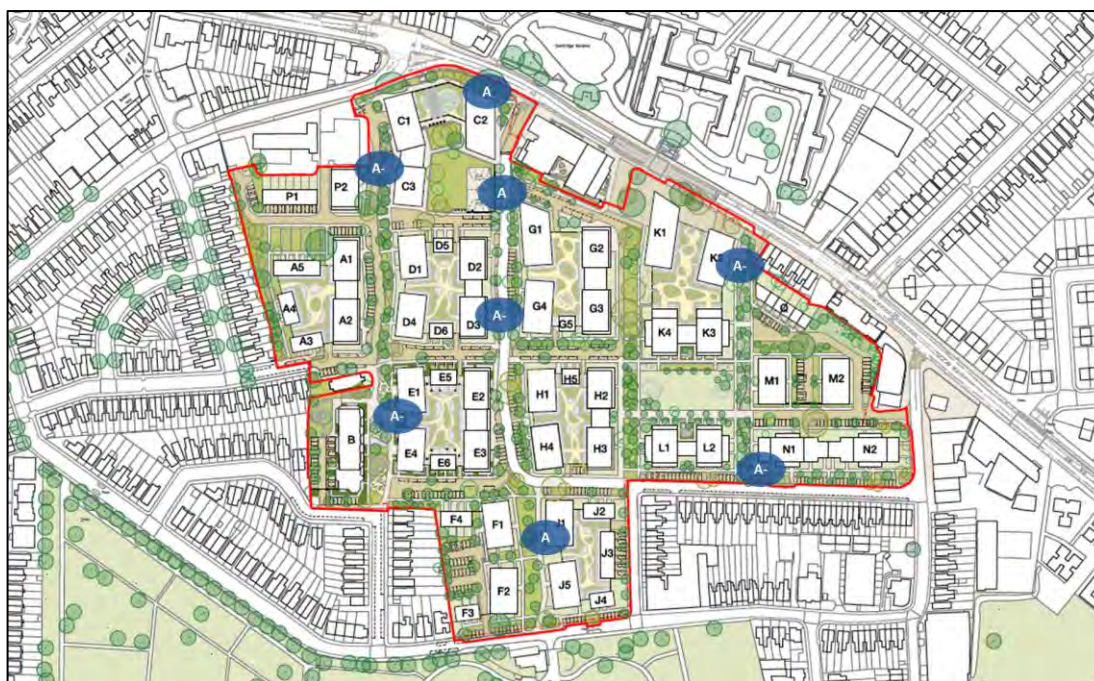 A
C1
C2
A-
C3
P1
P2
A
G1
G2
K1
A-
D5
D1
D2
A5
A1
A4
A2
A3
D4
D6
D3
A-
G4
G5
G3
K4
K3
M1
M2
E1
E5
E2
H1
H5
H2
A-
B
E4
E6
E3
H4
H3
L1
L2
N1
N2
A-
F4
F1
A
J1
J2
J3
J5
J4
F2
F3